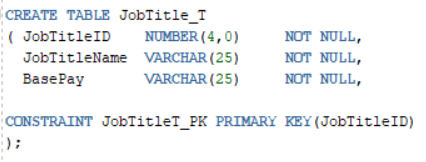 CREATE TABLE JobTitle_T
( JobTitleID NUMBER(4,0) NOT NULL,
JobTitleName VARCHAR(25) NOT NULL,
BasePay VARCHAR(25) NOT NULL,
CONSTRAINT JobTitleT_PK PRIMARY KEY(JobTitleID)
);